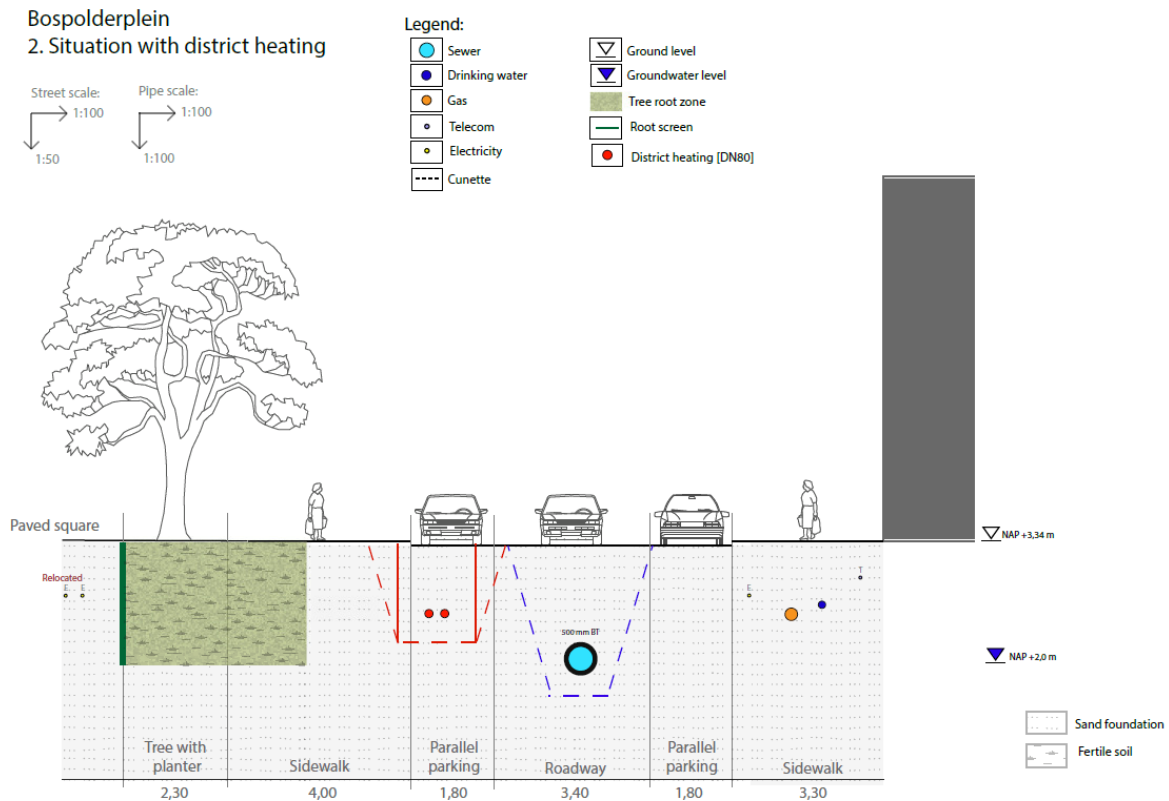 Bospolderplein
2. Situation with district heating
Street scale:
1:100
1:50
Pipe scale:
1:100
1:100
Legend:
Sewer
Drinking water
Gas
Telecom
Electricity
Cunette
Ground level
Groundwater level
Tree root zone
Root screen
District heating [DN80]
Paved square
NAP +3,34 m
Relocated
E E
E
T
500 mm BT
NAP +2,0 m
Sand foundation
Fertile soil
Tree with
planter
Sidewalk
Parallel
parking
Roadway
Parallel
parking
Sidewalk
2,30
4,00
1,80
3,40
1,80
3,30